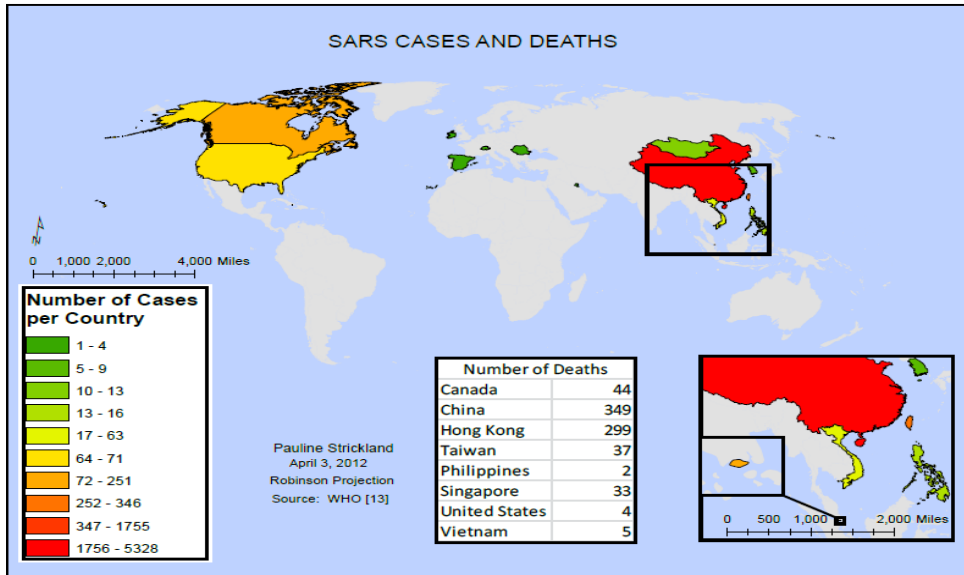 SARS CASES AND DEATHS
N
0 1,000 2,000 4,000 Miles
Number of Cases
per Country
1 - 4
5 - 9
10 - 13
13 - 16
17 - 63
64 - 71
72 - 251
252 - 346
347 - 1755
1756 - 5328
Pauline Strickland
April 3, 2012
Robinson Projection
Source: WHO [13]
Number of Deaths
Canada 44
China 349
Hong Kong 299
Taiwan 37
Philippines 2
Singapore 33
United States 4
Vietnam 5
0 500 1,000 2,000 Miles